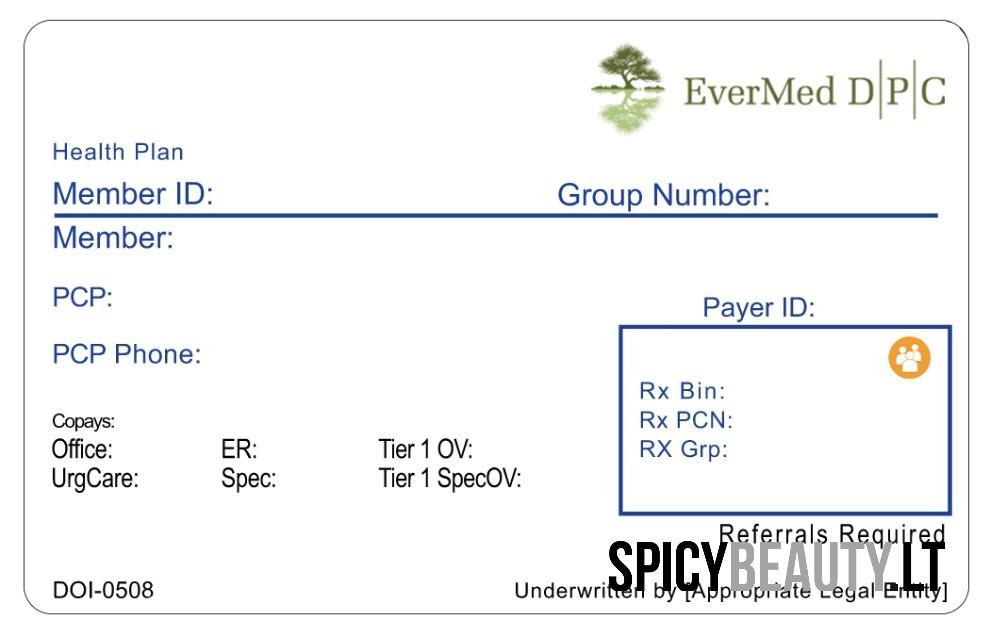 EverMed D|P|C
Health Plan
Member ID: Group Number:
Member:
PCP:
Payer ID:
PCP Phone:
Rx Bin:
Rx PCN:
RX Grp:
Copays:
Office: ER: Tier 1 OV:
UrgCare: Spec: Tier 1 SpecOV:
Referrals Required
SPICYBEAUTY.LT
DOI-0508 Underwritten by [Appropriate Legal Entity]